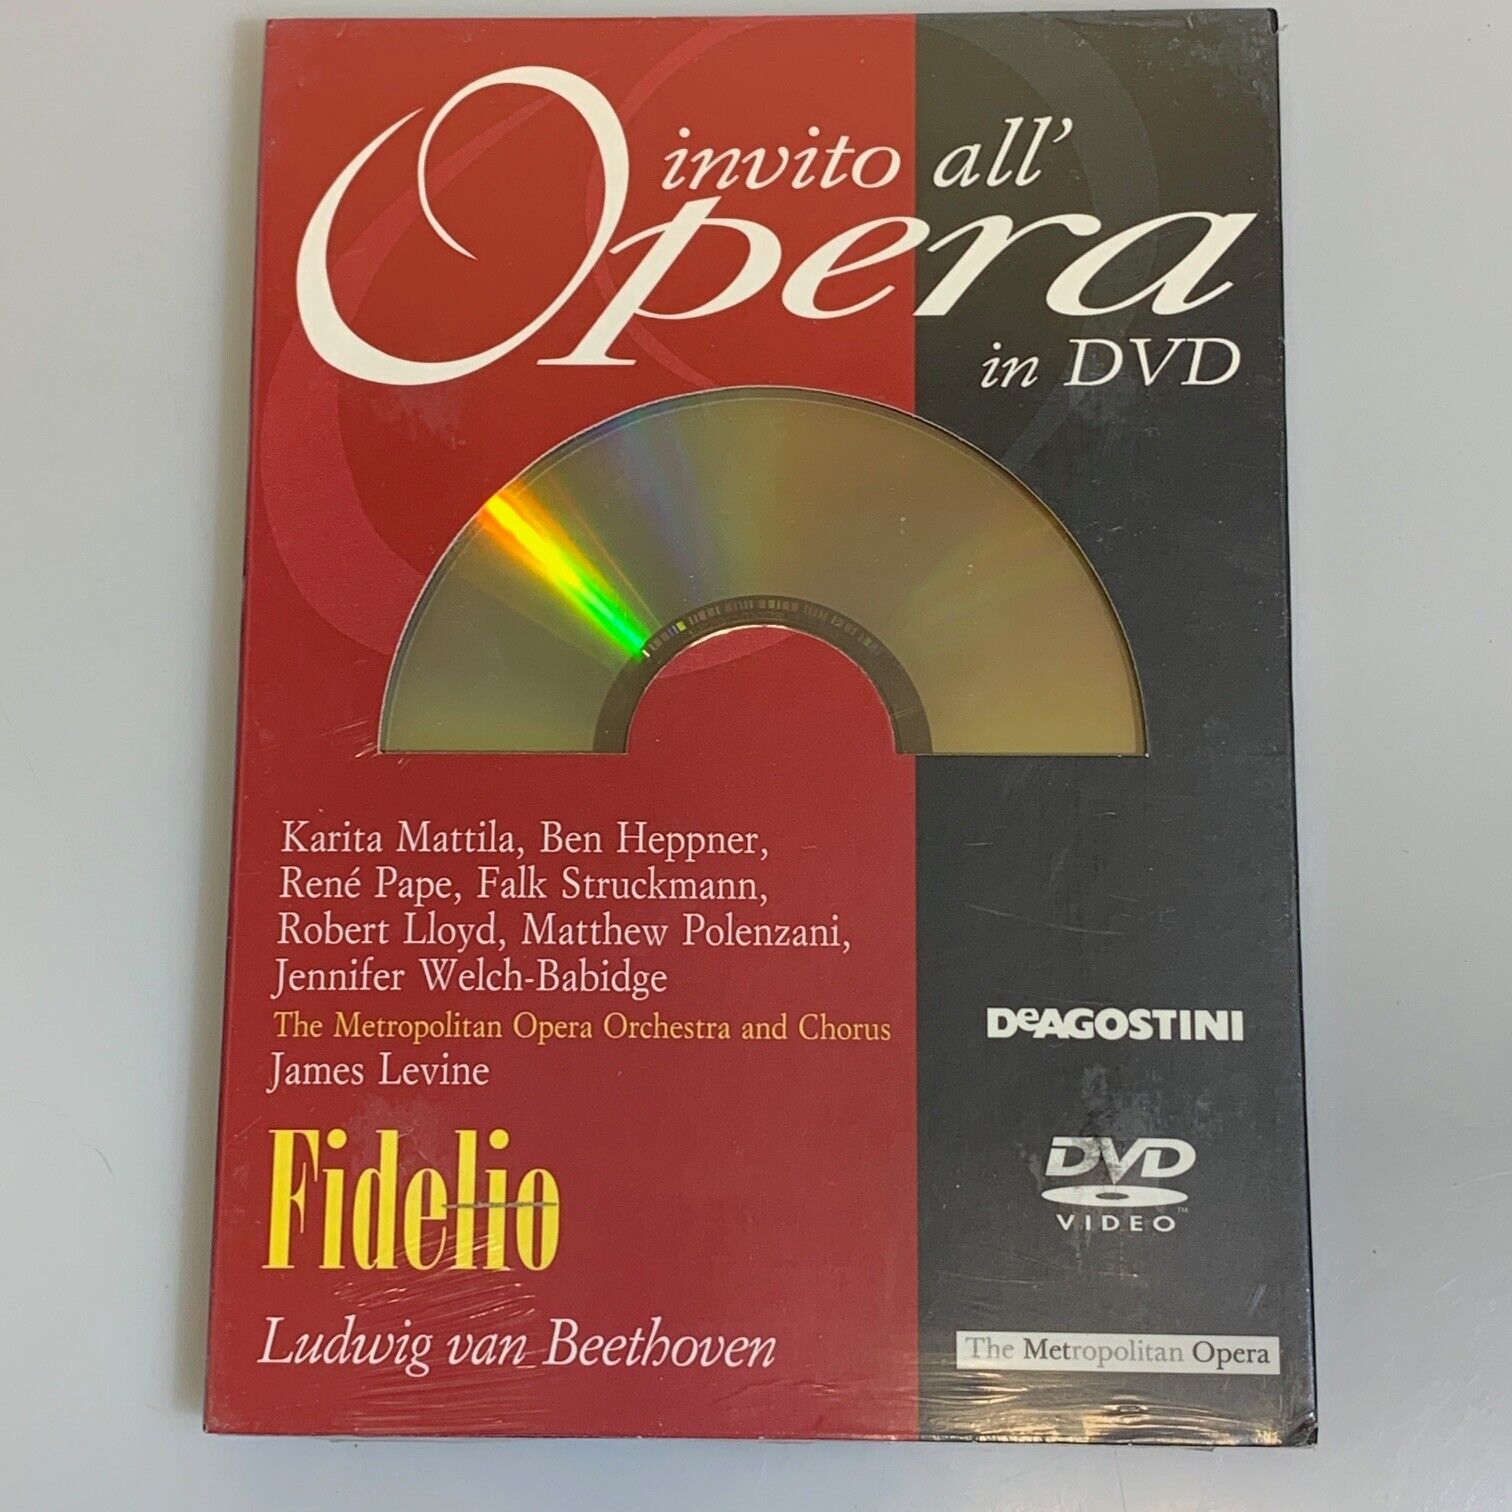 invito all'
Opera
in DVD
Karita Mattila, Ben Heppner,
René Pape, Falk Struckmann,
Robert Lloyd, Matthew Polenzani,
Jennifer Welch-Babidge
The Metropolitan Opera Orchestra and Chorus
James Levine
Fidelio
Ludwig van Beethoven
DeAGOSTINI
DVD
VIDEO™
The Metropolitan Opera